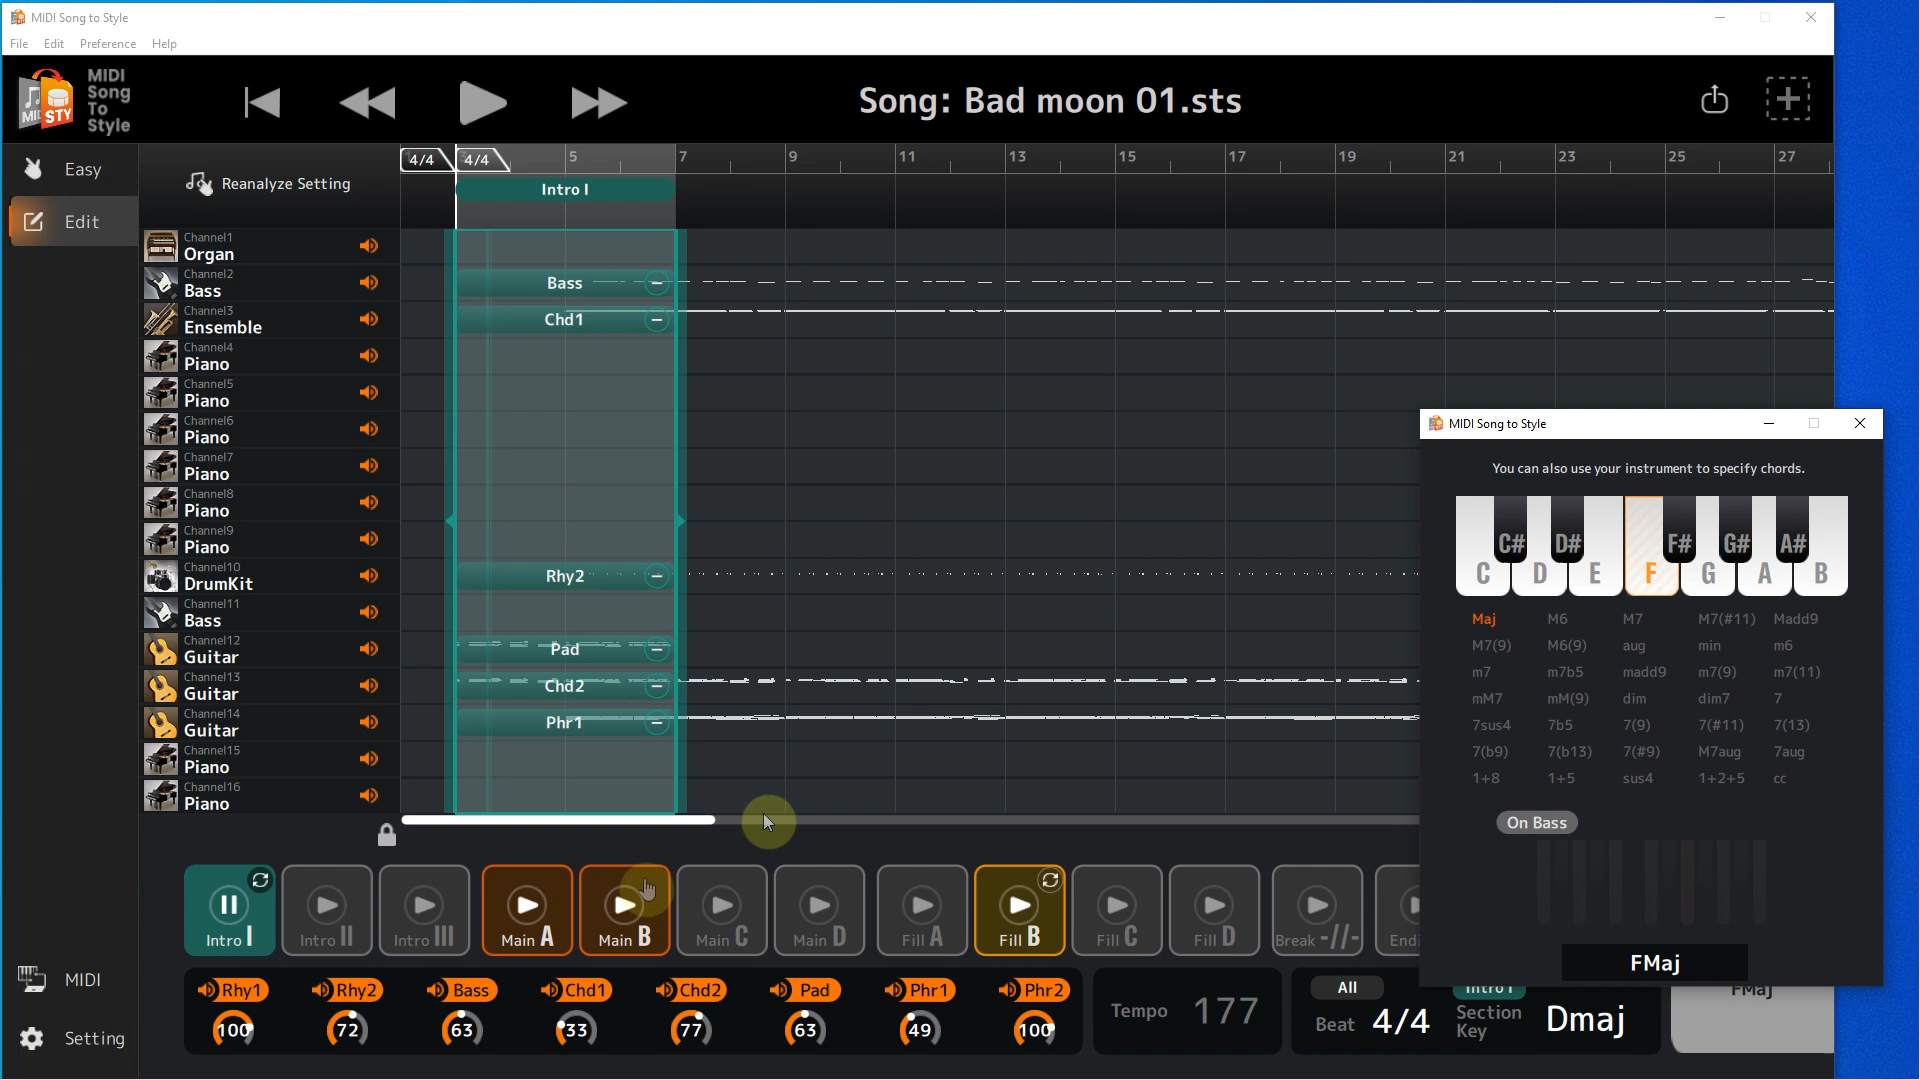 MIDI Song to Style
File Edit Preference Help
MIDI
Song
To
Style
MI STY
Song: Bad moon 01.sts
Easy
Edit
Reanalyze Setting
4/4 4/4 5 7 9 11 13 15 17 19 21 23 25 27
Intro I
Channel1
Organ
Channel2
Bass
Bass
Channel3
Ensemble
Chd1
Channel4
Piano
Channel5
Piano
Channel6
Piano
Channel7
Piano
Channel8
Piano
Channel9
Piano
Channel10
DrumKit
Rhy2
Channel11
Bass
Channel12
Guitar
Pad
Channel13
Guitar
Chd2
Channel14
Guitar
Phr1
Channel15
Piano
Channel16
Piano
MIDI Song to Style
You can also use your instrument to specify chords.
C# D# F# G# A#
C D E F G A B
Maj M6 M7 M7(#11) Madd9
M7(9) M6(9) aug min m6
m7 m7b5 madd9 m7(9) m7(11)
mM7 mM(9) dim dim7 7
7sus4 7b5 7(9) 7(#11) 7(13)
7(b9) 7(b13) 7(#9) M7aug 7aug
1+8 1+5 sus4 1+2+5 cc
On Bass
FMaj
Intro I Intro II Intro III Main A Main B Main C Main D Fill A Fill B Fill C Fill D Break -//- Endi
MIDI
Setting
Rhy1 Rhy2 Bass Chd1 Chd2 Pad Phr1 Phr2
100 72 63 33 77 63 49 100
Tempo 177
All
Beat 4/4
Intro I
Section
Key
Dmaj
FMaj